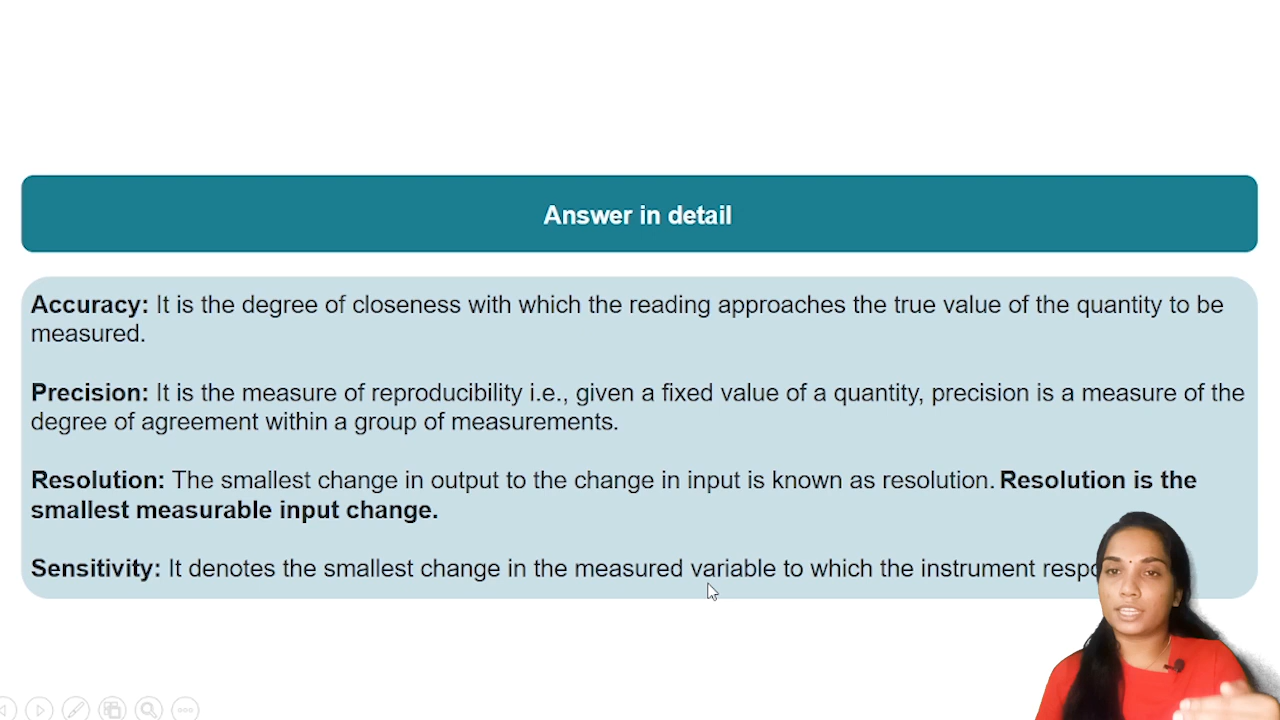 Answer in detail
Accuracy: It is the degree of closeness with which the reading approaches the true value of the quantity to be
measured.
Precision: It is the measure of reproducibility i.e., given a fixed value of a quantity, precision is a measure of the
degree of agreement within a group of measurements.
Resolution: The smallest change in output to the change in input is known as resolution. Resolution is the
smallest measurable input change.
Sensitivity: It denotes the smallest change in the measured variable to which the instrument